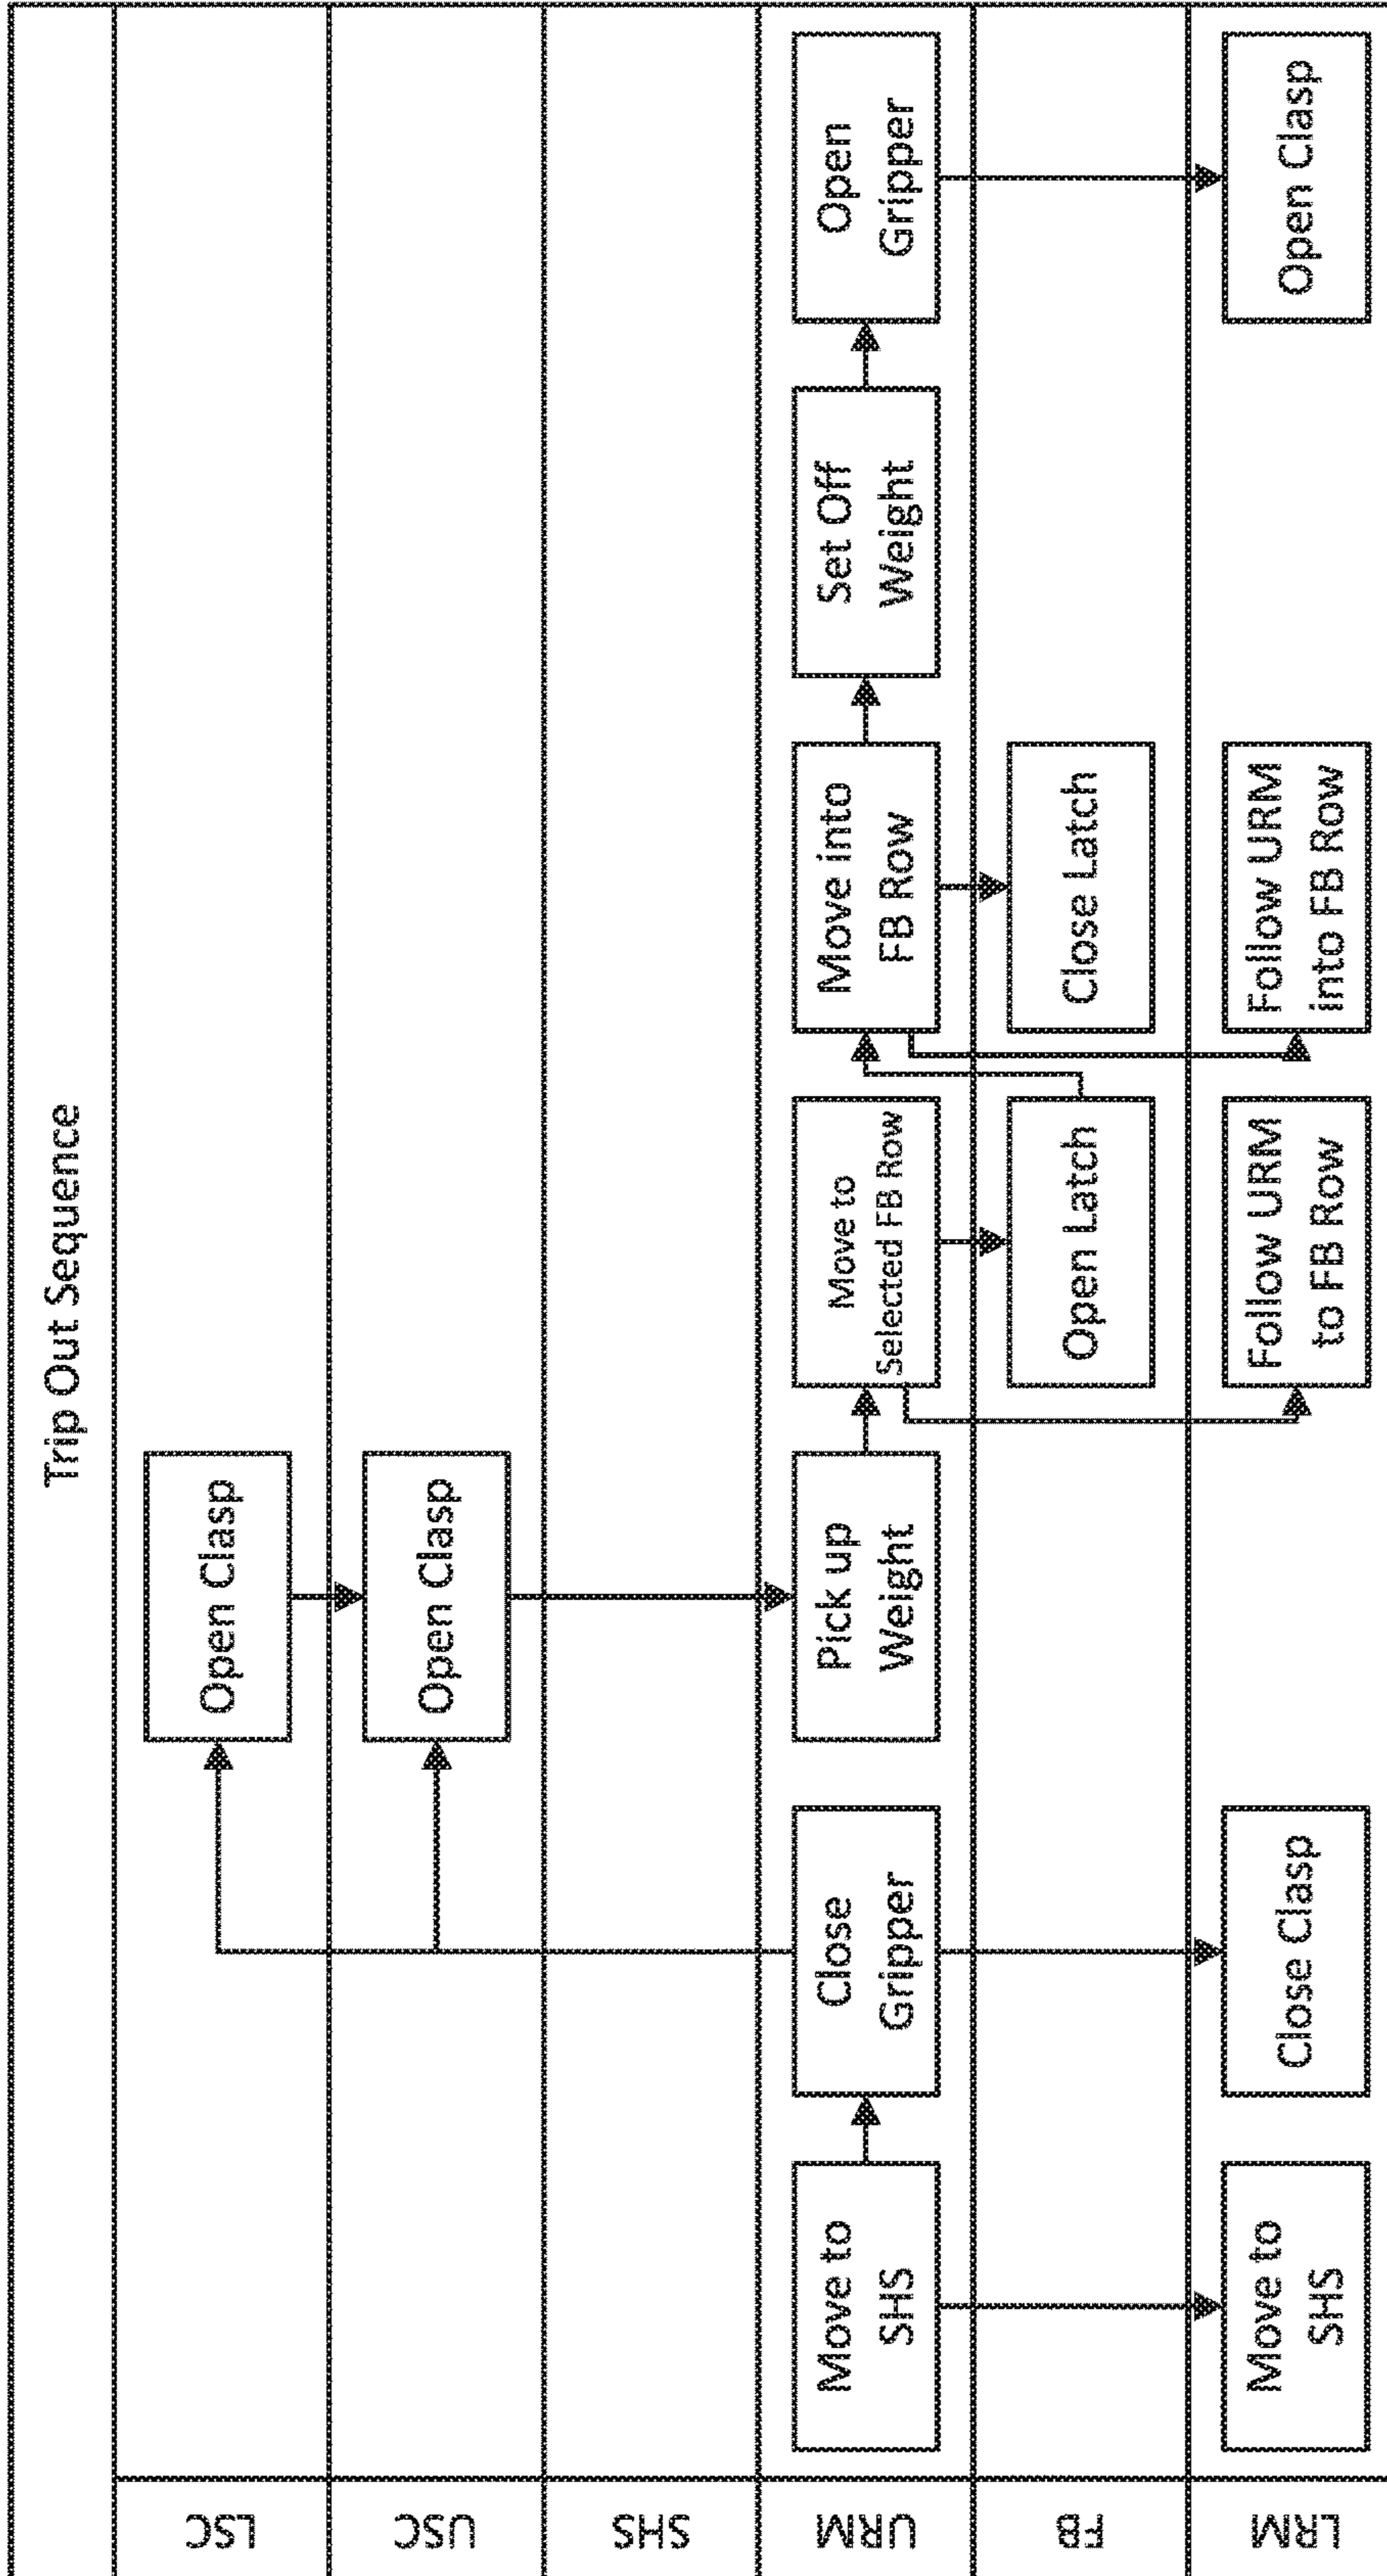 Trip Out Sequence
LSC
Open Clasp
USC
Open Clasp
SHS
URM
Move to
SHS
Close
Gripper
Pick up
Weight
Move to
Selected FB Row
Move into
FB Row
Set Off
Weight
Open
Gripper
FB
Open Latch
Close Latch
LRM
Move to
SHS
Close Clasp
Follow URM
to FB Row
Follow URM
into FB Row
Open Clasp